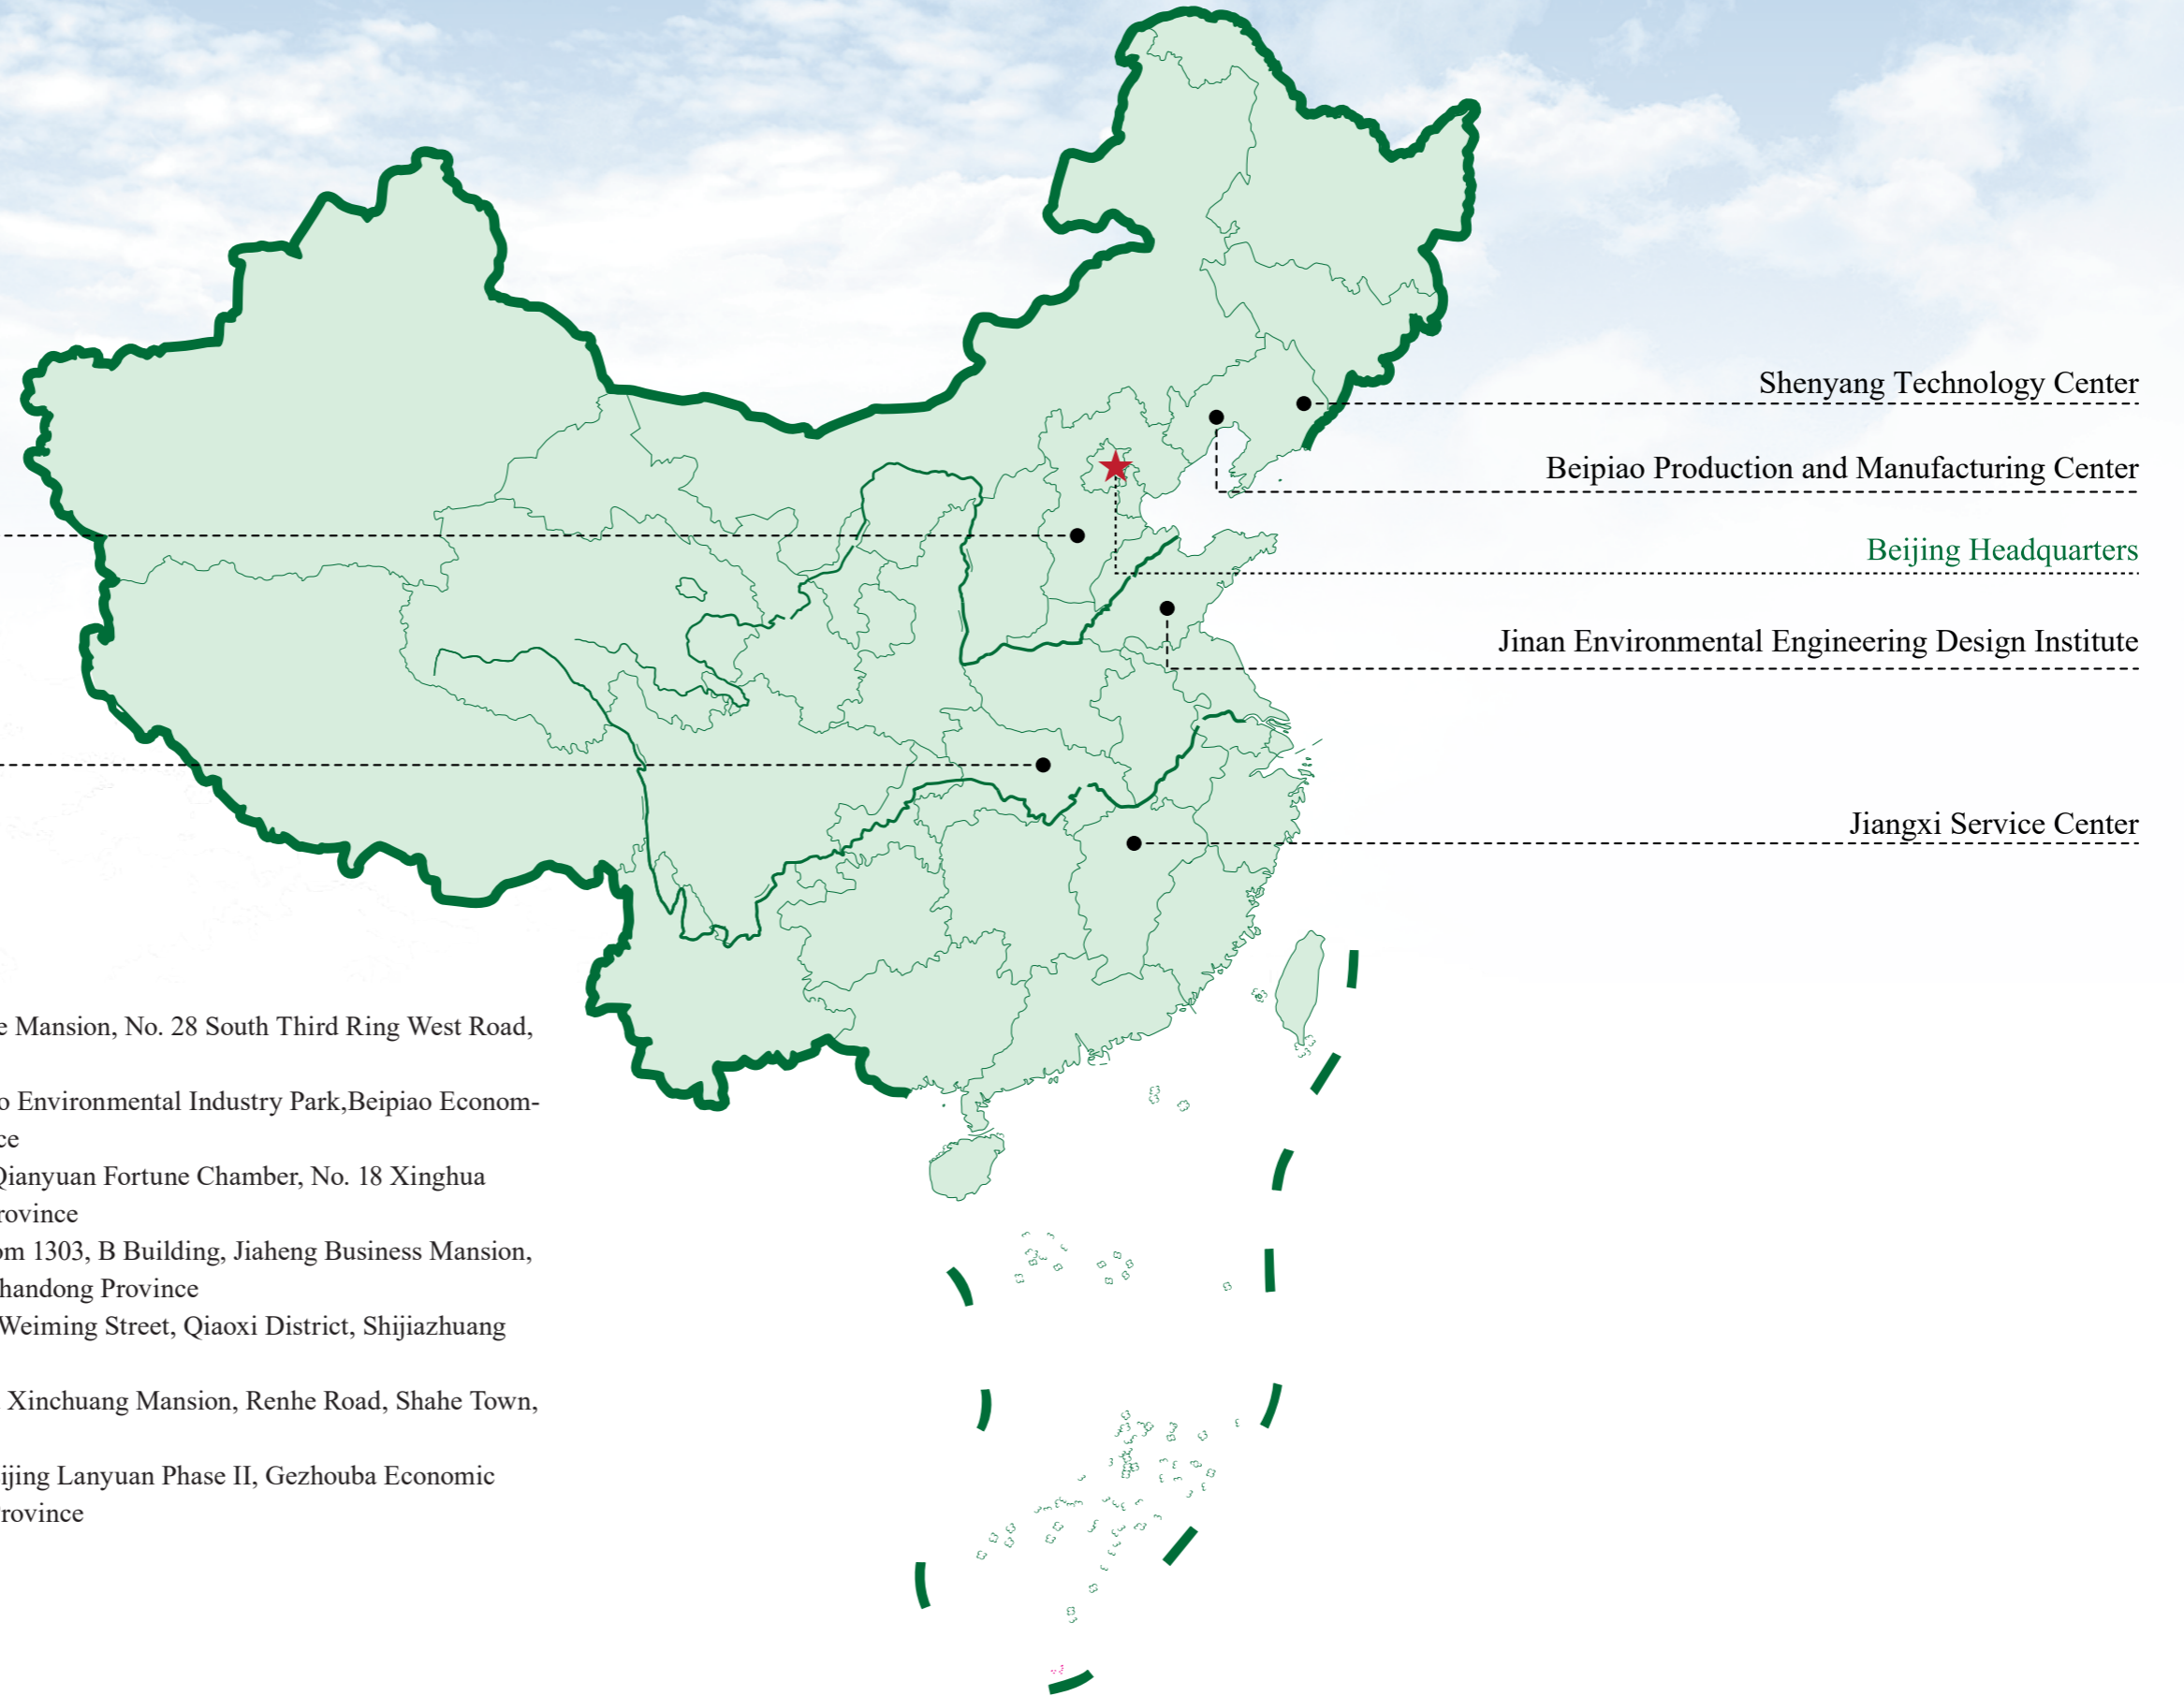 Shenyang Technology Center
Beipiao Production and Manufacturing Center
Beijing Headquarters
Jinan Environmental Engineering Design Institute
Jiangxi Service Center
Mansion, No. 28 South Third Ring West Road,
Environmental Industry Park,Beipiao Econom-
Qianyuan Fortune Chamber, No. 18 Xinghua
rovince
om 1303, B Building, Jiaheng Business Mansion,
handong Province
Weiming Street, Qiaoxi District, Shijiazhuang
Xinchuang Mansion, Renhe Road, Shahe Town,
ijing Lanyuan Phase II, Gezhouba Economic
rovince